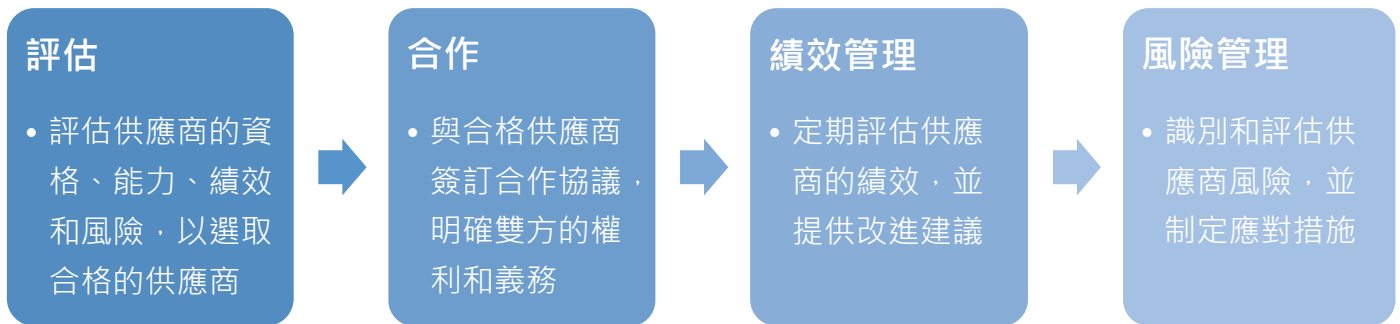 評估
• 評估供應商的資
格、能力、績效
和風險，以選取
合格的供應商
合作
• 與合格供應商
簽訂合作協議，
明確雙方的權
利和義務
績效管理
• 定期評估供應
商的績效，並
提供改進建議
風險管理
• 識別和評估供
應商風險，並
制定應對措施